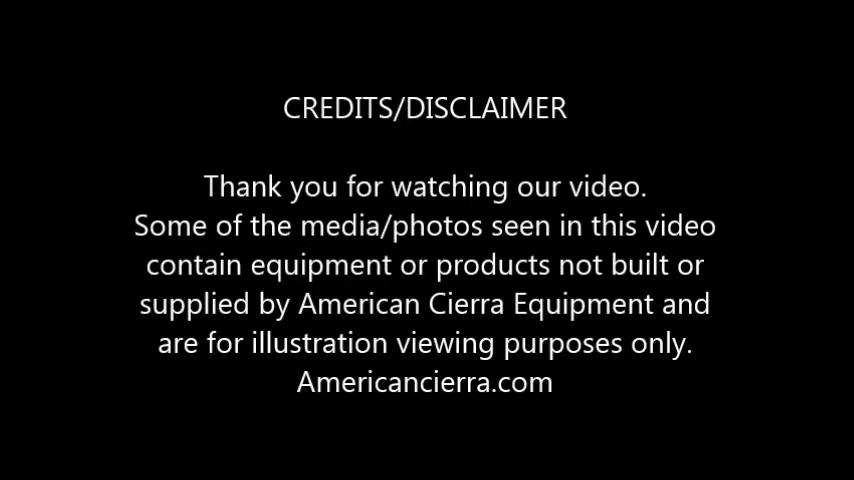 CREDITS/DISCLAIMER
Thank you for watching our video.
Some of the media/photos seen in this video
contain equipment or products not built or
supplied by American Cierra Equipment and
are for illustration viewing purposes only.
Americancierra.com